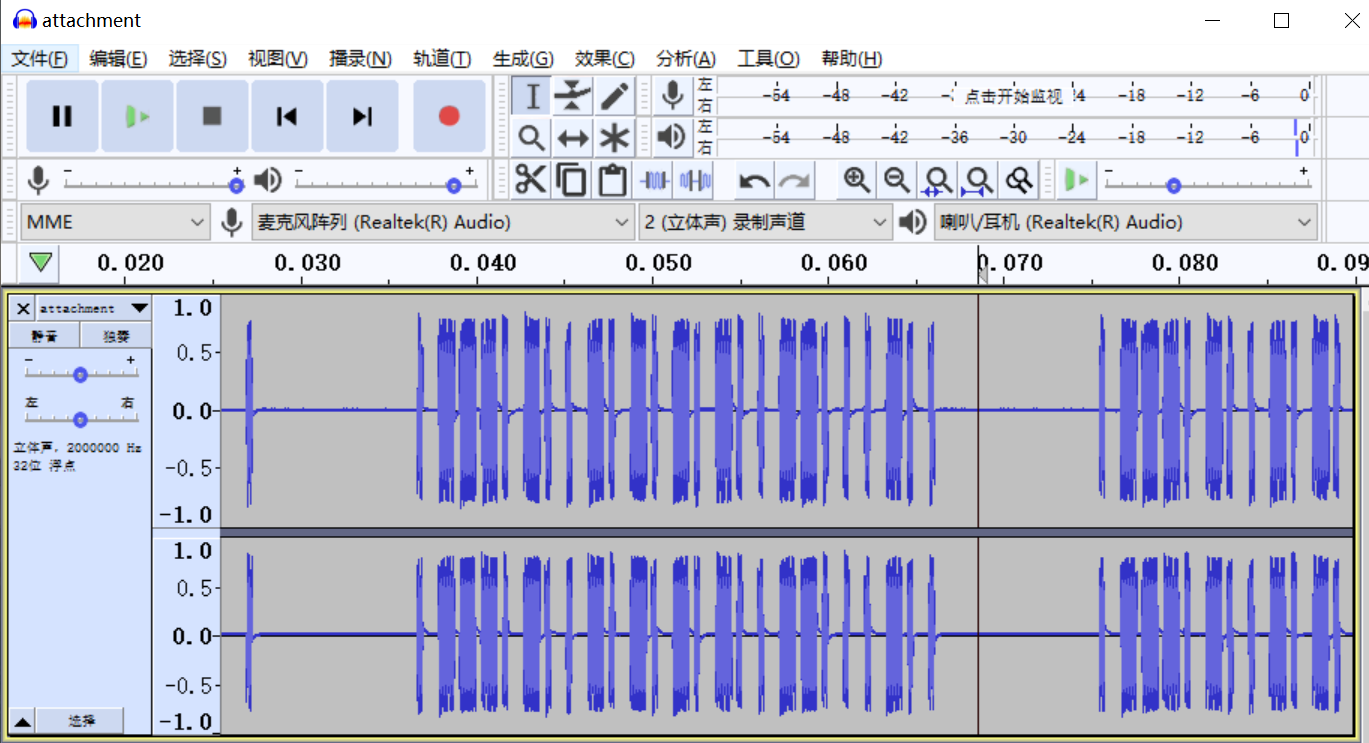 attachment
文件(F) 编辑(E) 选择(S) 视图(V) 播录(N) 轨道(T) 生成(G) 效果(C) 分析(A) 工具(O) 帮助(H)
左 右 -54 -48 -42 点击开始监视 -18 -12 -6 0
左 右 -54 -48 -42 -36 -30 -24 -18 -12 -6 0
- + - + - +
MME 麦克风阵列 (Realtek(R) Audio) 2 (立体声) 录制声道 喇叭/耳机 (Realtek(R) Audio)
0.020 0.030 0.040 0.050 0.060 0.070 0.080 0.09
attachment
静音 独奏
- +
左 右
立体声, 2000000 Hz
32位 浮点
选择
1.0
0.5
0.0
-0.5
-1.0
1.0
0.5
0.0
-0.5
-1.0